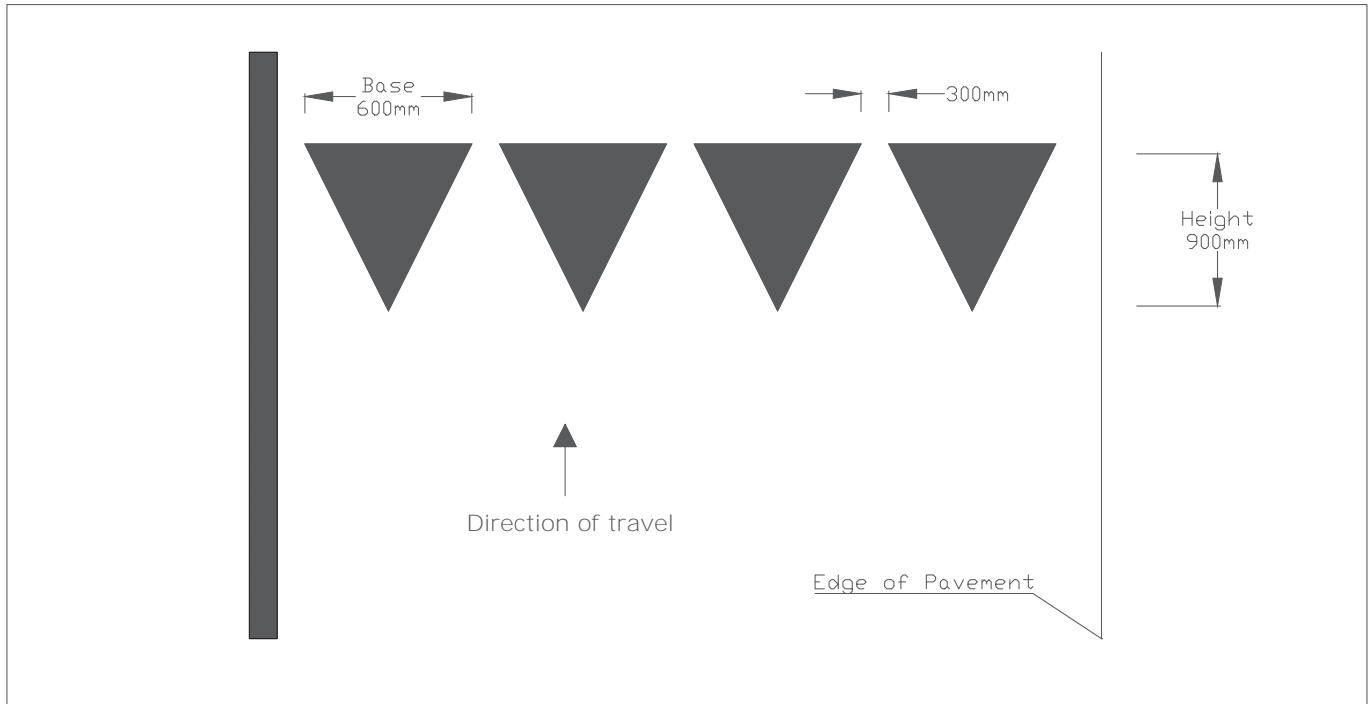 Base
600mm
300mm
Height
900mm
Direction of travel
Edge of Pavement